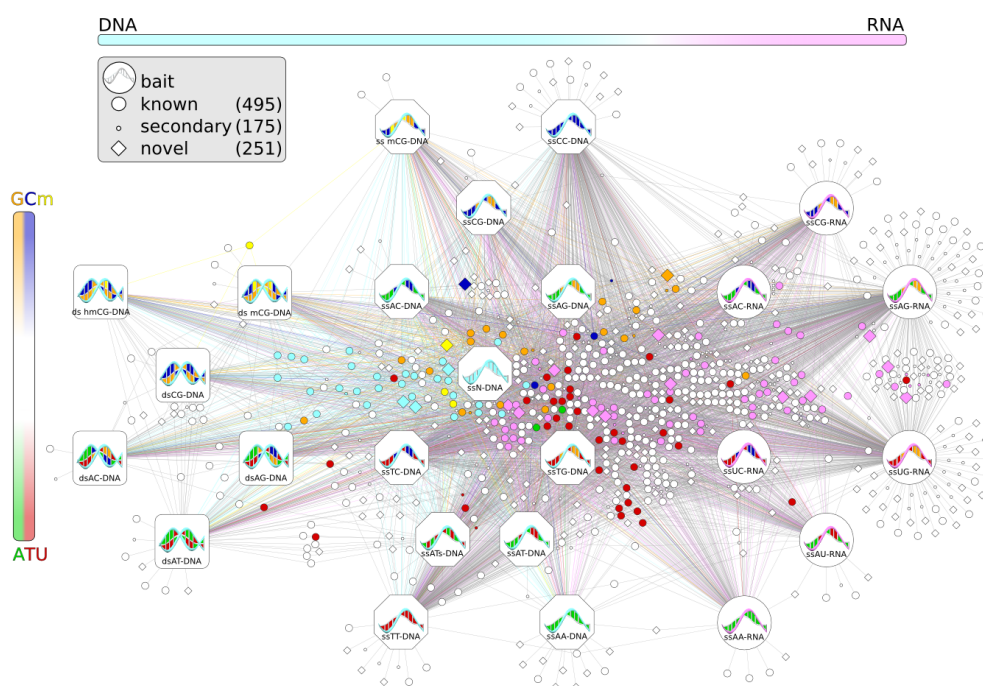 DNA RNA
bait
known (495)
secondary (175)
novel (251)
ss mCG-DNA
ssCC-DNA
GCm
ssCG-DNA
ssCG-RNA
ds hmCG-DNA
ds mCG-DNA
ssAC-DNA
ssAG-DNA
ssAC-RNA
ssAG-RNA
dsCG-DNA
ssN-DNA
dsAC-DNA
dsAG-DNA
ssTC-DNA
ssTG-DNA
ssUC-RNA
ssUG-RNA
ATU
dsAT-DNA
ssATs-DNA
ssAT-DNA
ssAU-RNA
ssTT-DNA
ssAA-DNA
ssAA-RNA